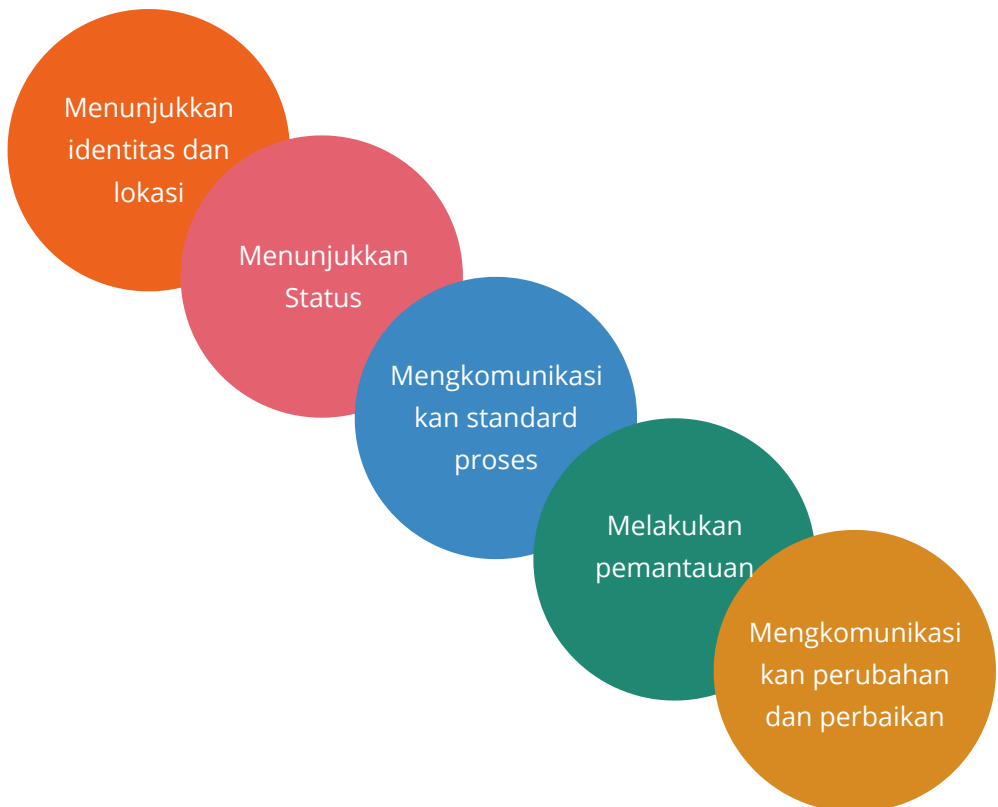 Menunjukkan
identitas dan
lokasi
Menunjukkan
Status
Mengkomunikasi
kan standard
proses
Melakukan
pemantauan
Mengkomunikasi
kan perubahan
dan perbaikan